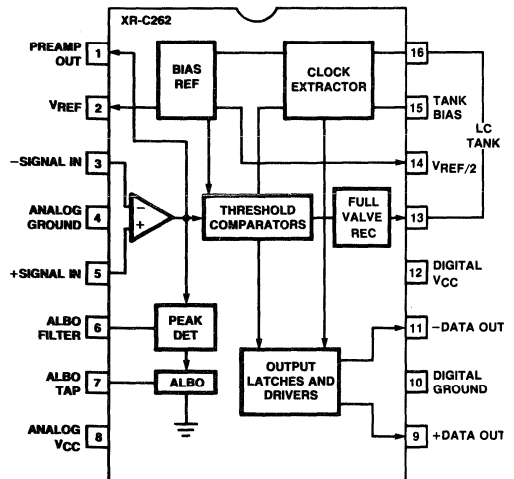 XR-C262
PREAMP
OUT
1
VREF
2
−SIGNAL IN
3
ANALOG
GROUND
4
+SIGNAL IN
5
ALBO
FILTER
6
ALBO
TAP
7
ANALOG
VCC
8
BIAS
REF
CLOCK
EXTRACTOR
−
+
THRESHOLD
COMPARATORS
FULL
VALVE
REC
PEAK
DET
ALBO
OUTPUT
LATCHES AND
DRIVERS
16
15
TANK
BIAS
LC
TANK
14
VREF/2
13
12
DIGITAL
VCC
11
−DATA OUT
10
DIGITAL
GROUND
9
+DATA OUT